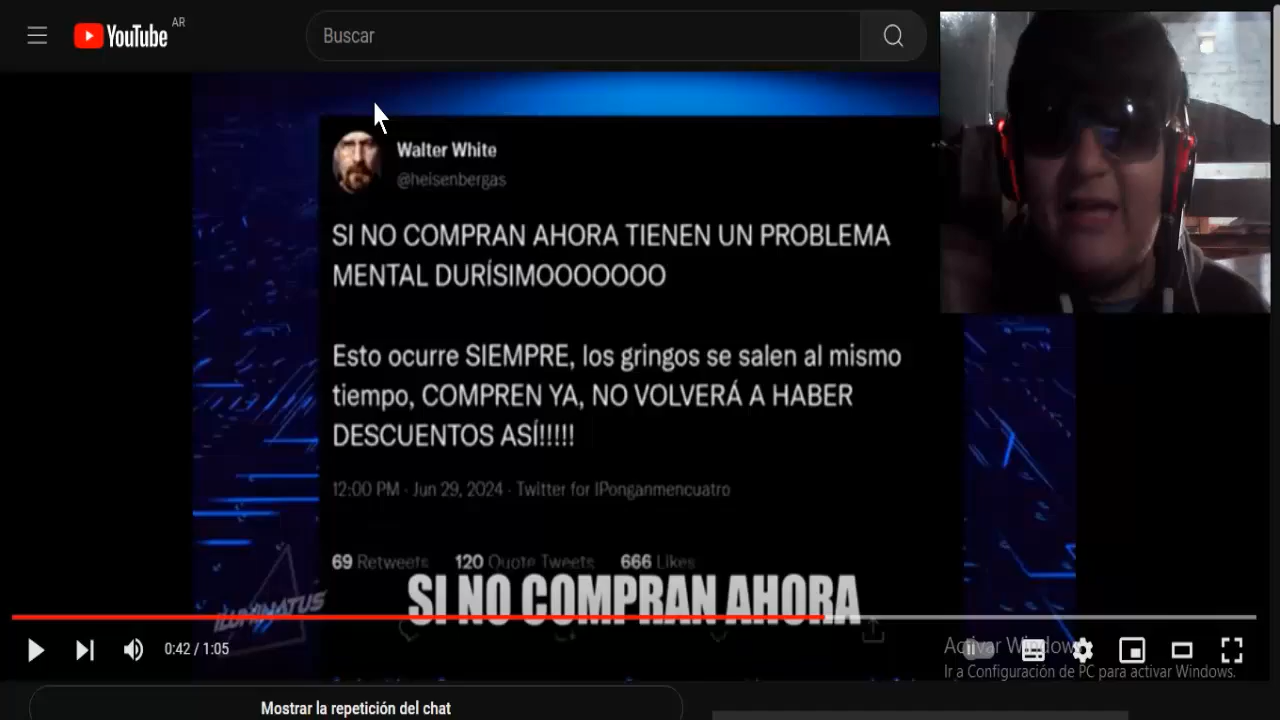 YouTube AR
Buscar
Walter White
@heisenbergas
SI NO COMPRAN AHORA TIENEN UN PROBLEMA
MENTAL DURÍSIMOOOOOOO
Esto ocurre SIEMPRE, los gringos se salen al mismo
tiempo, COMPREN YA, NO VOLVERÁ A HABER
DESCUENTOS ASÍ!!!!!
12:00 PM · Jun 29, 2024 · Twitter for IPonganmencuatro
69 Retweets 120 Quote Tweets 666 Likes
ILUMINATUS
SI NO COMPRAN AHORA
0:42 / 1:05
Activar Windows
Ir a Configuración de PC para activar Windows.
Mostrar la repetición del chat